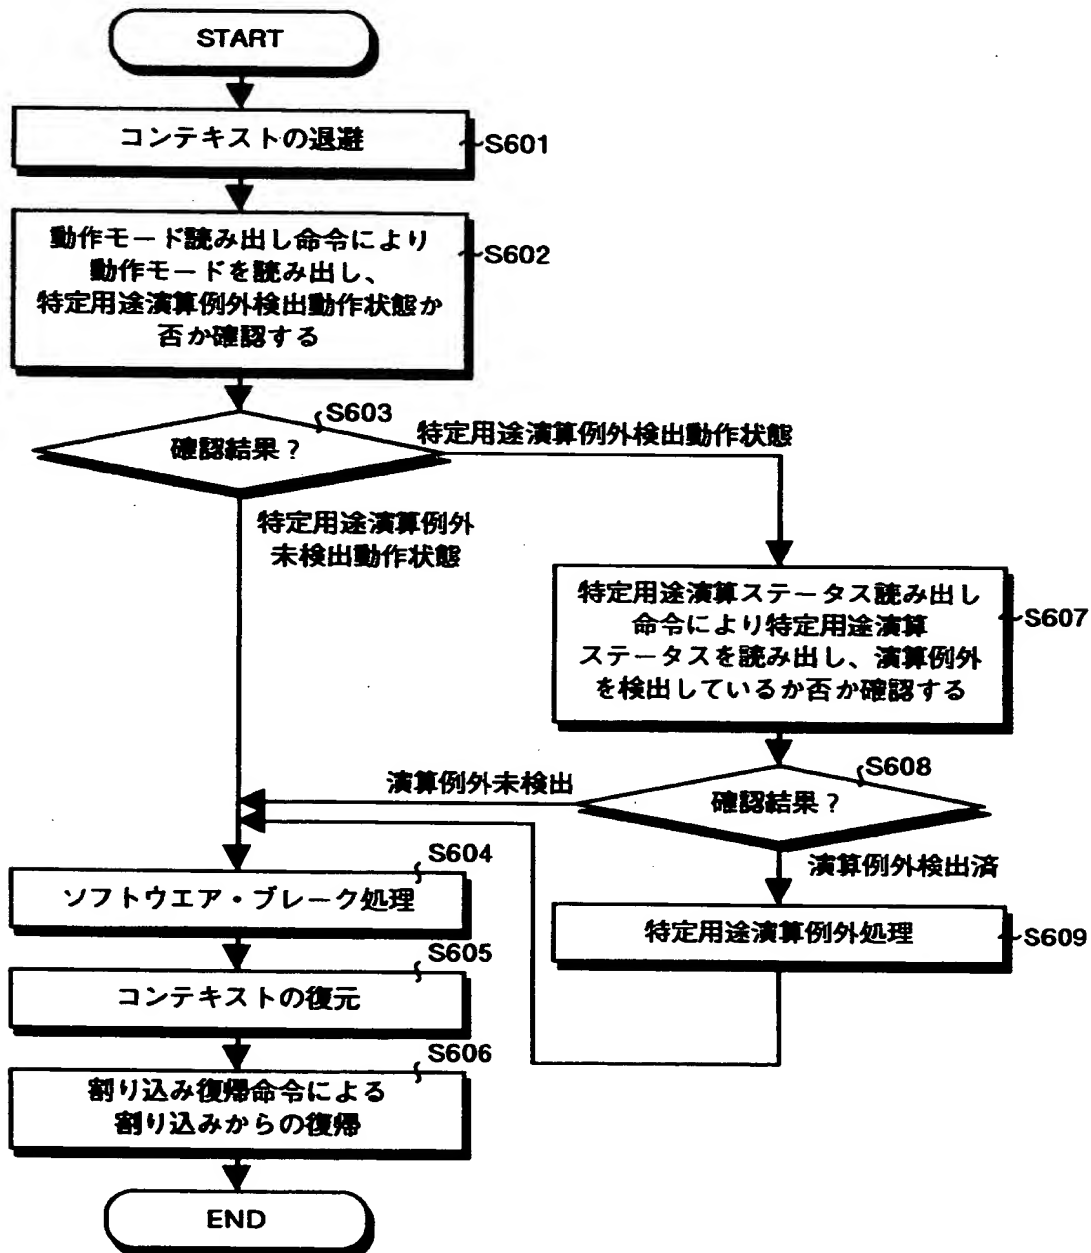 START
コンテキストの退避
S601
動作モード読み出し命令により
動作モードを読み出し、
特定用途演算例外検出動作状態か
否か確認する
S602
S603
確認結果？
特定用途演算例外検出動作状態
特定用途演算例外
未検出動作状態
特定用途演算ステータス読み出し
命令により特定用途演算
ステータスを読み出し、演算例外
を検出しているか否か確認する
S607
S608
演算例外未検出
確認結果？
演算例外検出済
S604
ソフトウエア・ブレーク処理
特定用途演算例外処理
S609
S605
コンテキストの復元
S606
割り込み復帰命令による
割り込みからの復帰
END